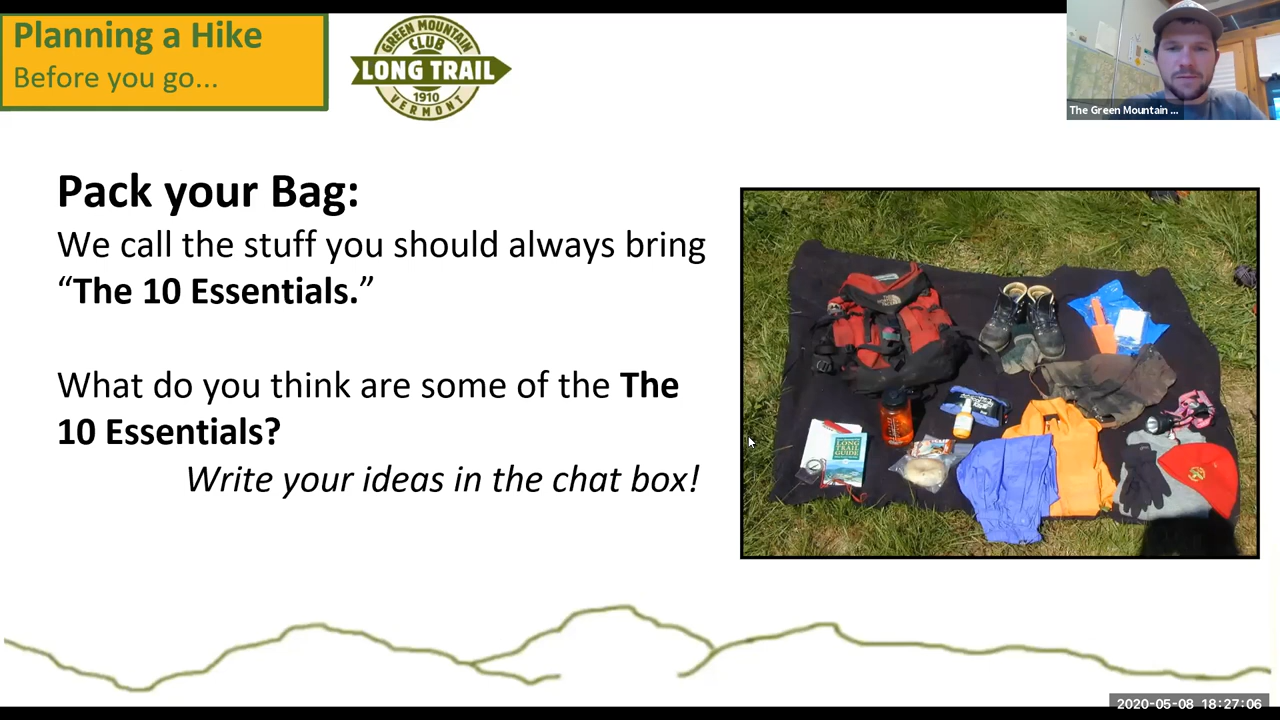 Planning a Hike
Before you go...
GREEN MOUNTAIN
CLUB
LONG TRAIL
1910
VERMONT
The Green Mountain ...
Pack your Bag:
We call the stuff you should always bring
“The 10 Essentials.”
What do you think are some of the The
10 Essentials?
Write your ideas in the chat box!
LONG
TRAIL
GUIDE
2020-05-08 18:27:06